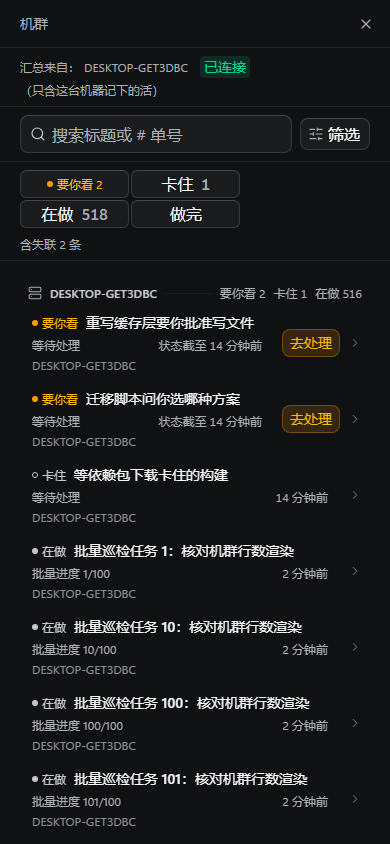 机群
汇总来自： DESKTOP-GET3DBC 已连接
（只含这台机器记下的活）
搜索标题或 # 单号 筛选
要你看 2 卡住 1
在做 518 做完
含失联 2 条
DESKTOP-GET3DBC 要你看 2 卡住 1 在做 516
要你看 重写缓存层要你批准写文件
等待处理 状态截至 14 分钟前 去处理
DESKTOP-GET3DBC
要你看 迁移脚本问你选哪种方案
等待处理 状态截至 14 分钟前 去处理
DESKTOP-GET3DBC
卡住 等依赖包下载卡住的构建
等待处理 14 分钟前
DESKTOP-GET3DBC
在做 批量巡检任务 1：核对机群行数渲染
批量进度 1/100 2 分钟前
DESKTOP-GET3DBC
在做 批量巡检任务 10：核对机群行数渲染
批量进度 10/100 2 分钟前
DESKTOP-GET3DBC
在做 批量巡检任务 100：核对机群行数渲染
批量进度 100/100 2 分钟前
DESKTOP-GET3DBC
在做 批量巡检任务 101：核对机群行数渲染
批量进度 101/100 2 分钟前
DESKTOP-GET3DBC